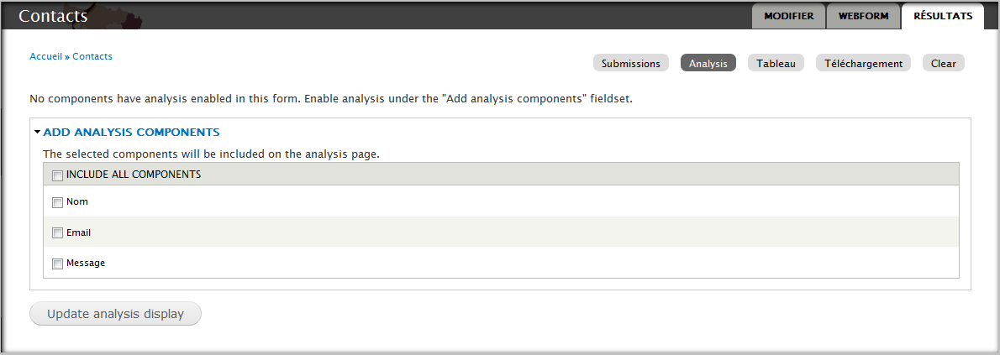 Contacts
MODIFIER
WEBFORM
RÉSULTATS
Accueil » Contacts
Submissions
Analysis
Tableau
Téléchargement
Clear
No components have analysis enabled in this form. Enable analysis under the "Add analysis components" fieldset.
ADD ANALYSIS COMPONENTS
The selected components will be included on the analysis page.
INCLUDE ALL COMPONENTS
Nom
Email
Message
Update analysis display